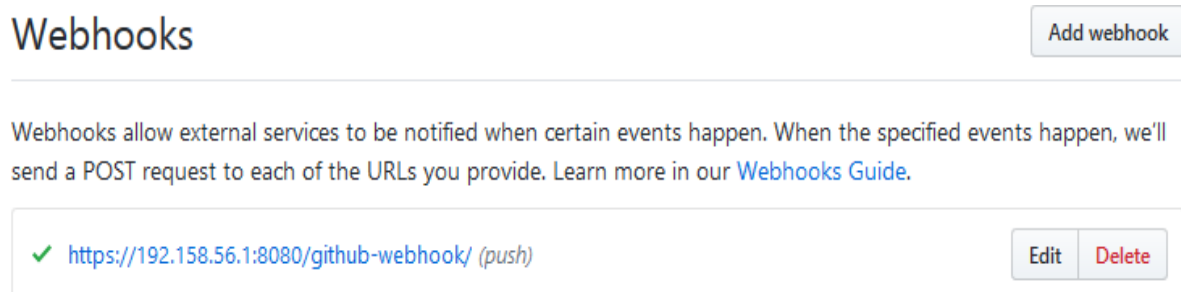 Webhooks
Add webhook
Webhooks allow external services to be notified when certain events happen. When the specified events happen, we'll
send a POST request to each of the URLs you provide. Learn more in our Webhooks Guide.
https://192.158.56.1:8080/github-webhook/ (push)
Edit
Delete